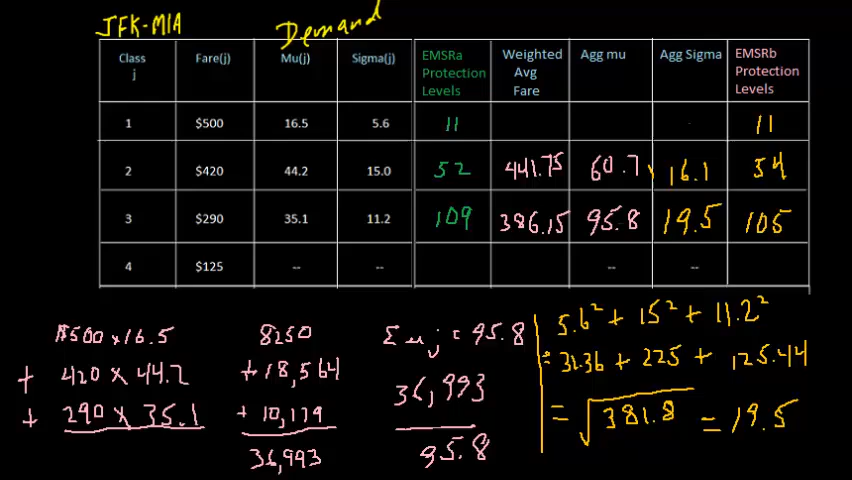 JFK-MIA Demand
Class j Fare(j) Mu(j) Sigma(j) EMSRa Protection Levels Weighted Avg Fare Agg mu Agg Sigma EMSRb Protection Levels
1 $500 16.5 5.6 11 11
2 $420 44.2 15.0 52 441.75 60.7 16.1 54
3 $290 35.1 11.2 109 386.15 95.8 19.5 105
4 $125 -- -- -- --
$500 x 16.5
+ 420 x 44.2
+ 290 x 35.1
8250
+18,564
+ 10,179
36,993
Σ mu j = 95.8
36,993
95.8
5.6² + 15² + 11.2²
= 31.36 + 225 + 125.44
= √381.8 = 19.5